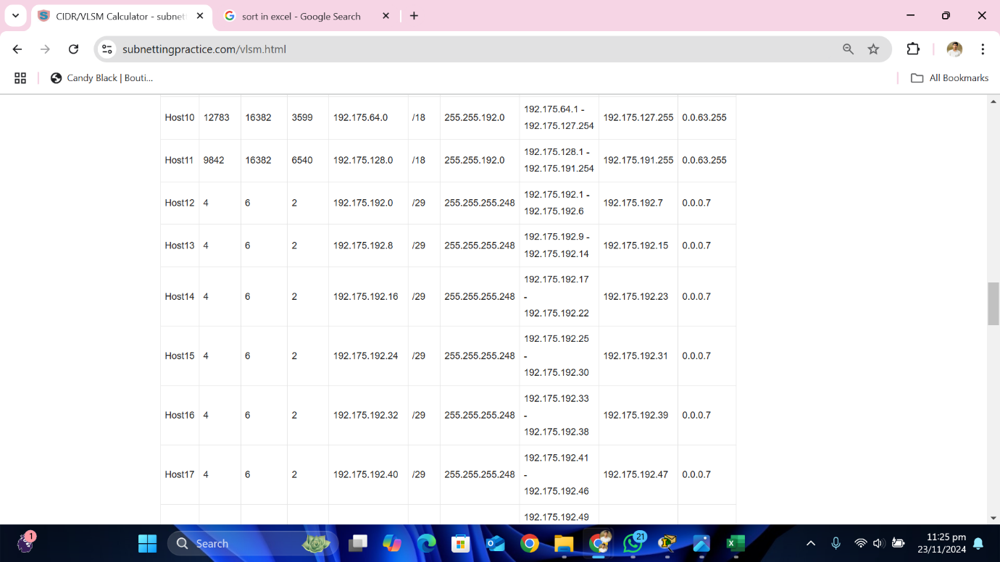 CIDR/VLSM Calculator - subnet
sort in excel - Google Search
subnettingpractice.com/vlsm.html
Candy Black | Bouti...
All Bookmarks
Host10 12783 16382 3599 192.175.64.0 /18 255.255.192.0 192.175.64.1 - 192.175.127.254 192.175.127.255 0.0.63.255
Host11 9842 16382 6540 192.175.128.0 /18 255.255.192.0 192.175.128.1 - 192.175.191.254 192.175.191.255 0.0.63.255
Host12 4 6 2 192.175.192.0 /29 255.255.255.248 192.175.192.1 - 192.175.192.6 192.175.192.7 0.0.0.7
Host13 4 6 2 192.175.192.8 /29 255.255.255.248 192.175.192.9 - 192.175.192.14 192.175.192.15 0.0.0.7
Host14 4 6 2 192.175.192.16 /29 255.255.255.248 192.175.192.17 - 192.175.192.22 192.175.192.23 0.0.0.7
Host15 4 6 2 192.175.192.24 /29 255.255.255.248 192.175.192.25 - 192.175.192.30 192.175.192.31 0.0.0.7
Host16 4 6 2 192.175.192.32 /29 255.255.255.248 192.175.192.33 - 192.175.192.38 192.175.192.39 0.0.0.7
Host17 4 6 2 192.175.192.40 /29 255.255.255.248 192.175.192.41 - 192.175.192.46 192.175.192.47 0.0.0.7
192.175.192.49
1
Search
21
11:25 pm
23/11/2024